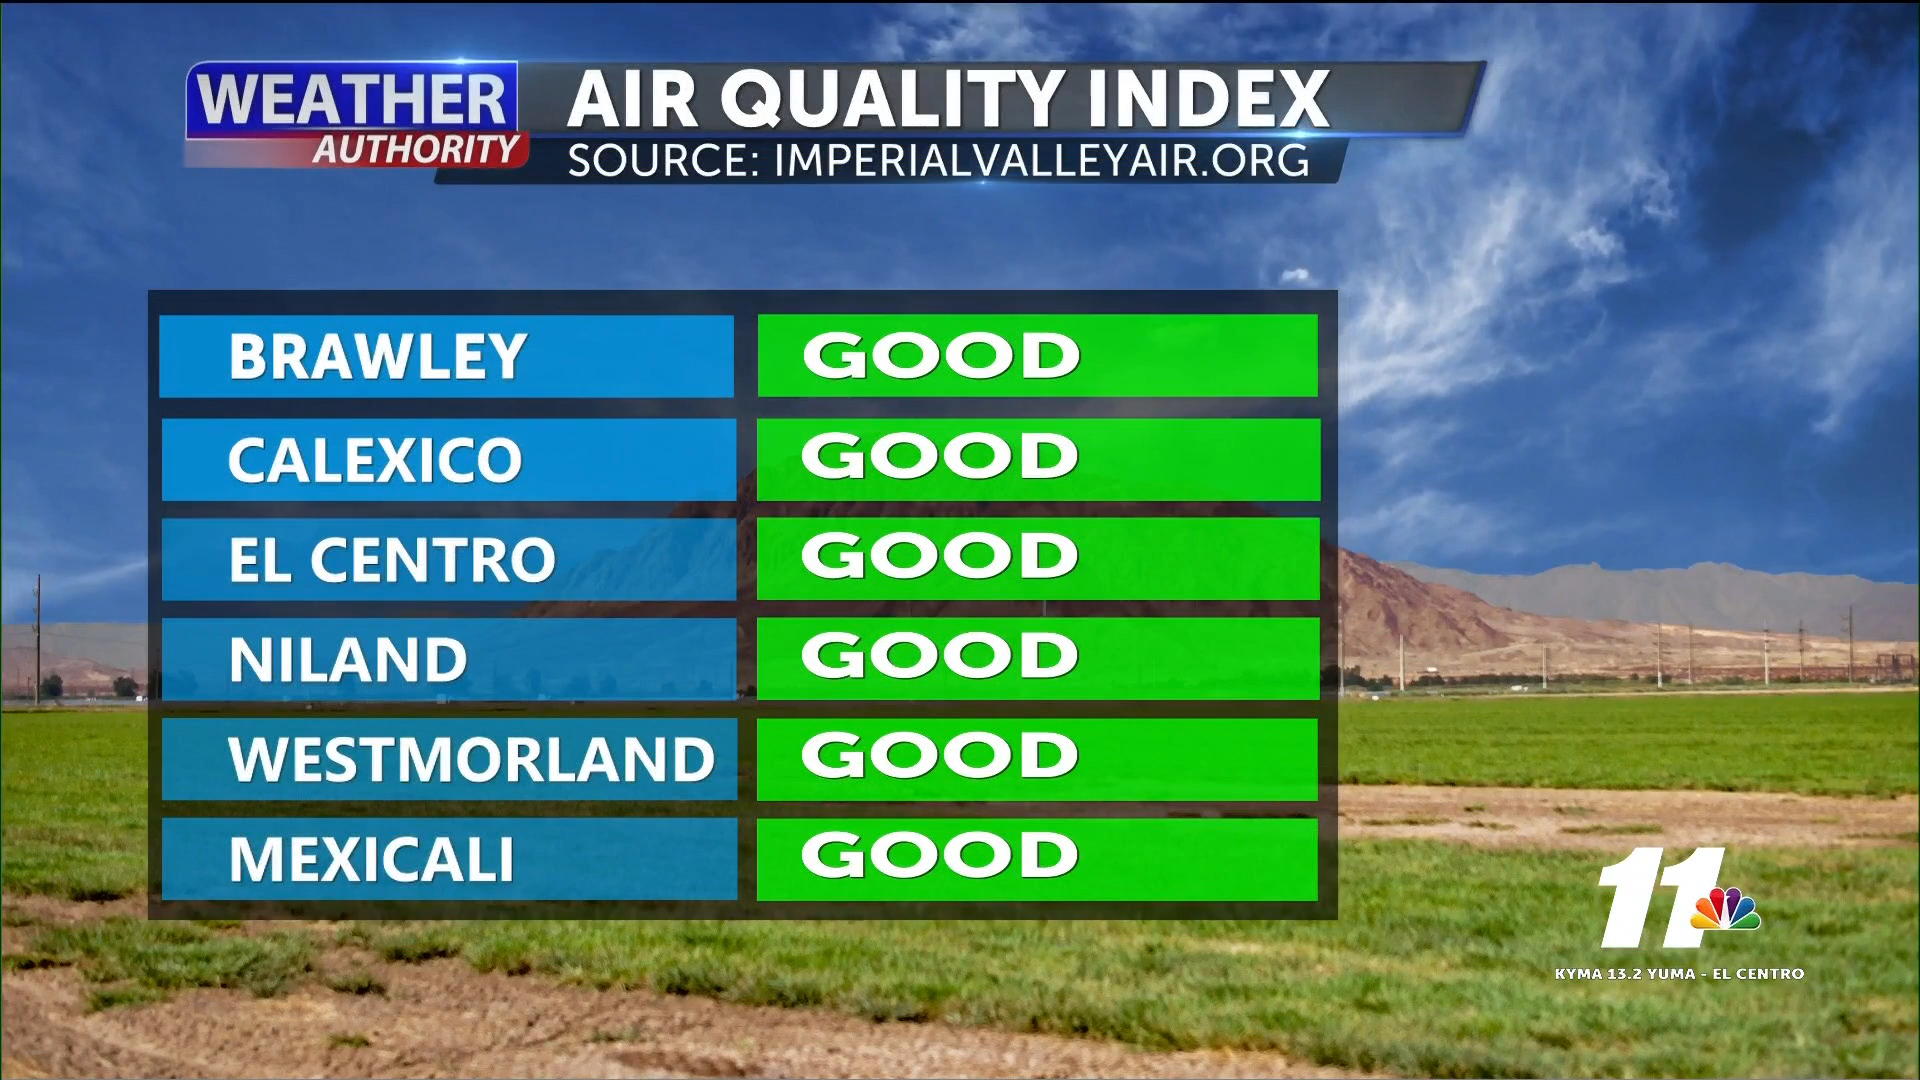 WEATHER
AUTHORITY
AIR QUALITY INDEX
SOURCE: IMPERIALVALLEYAIR.ORG
BRAWLEY GOOD
CALEXICO GOOD
EL CENTRO GOOD
NILAND GOOD
WESTMORLAND GOOD
MEXICALI GOOD
11
KYMA 13.2 YUMA - EL CENTRO